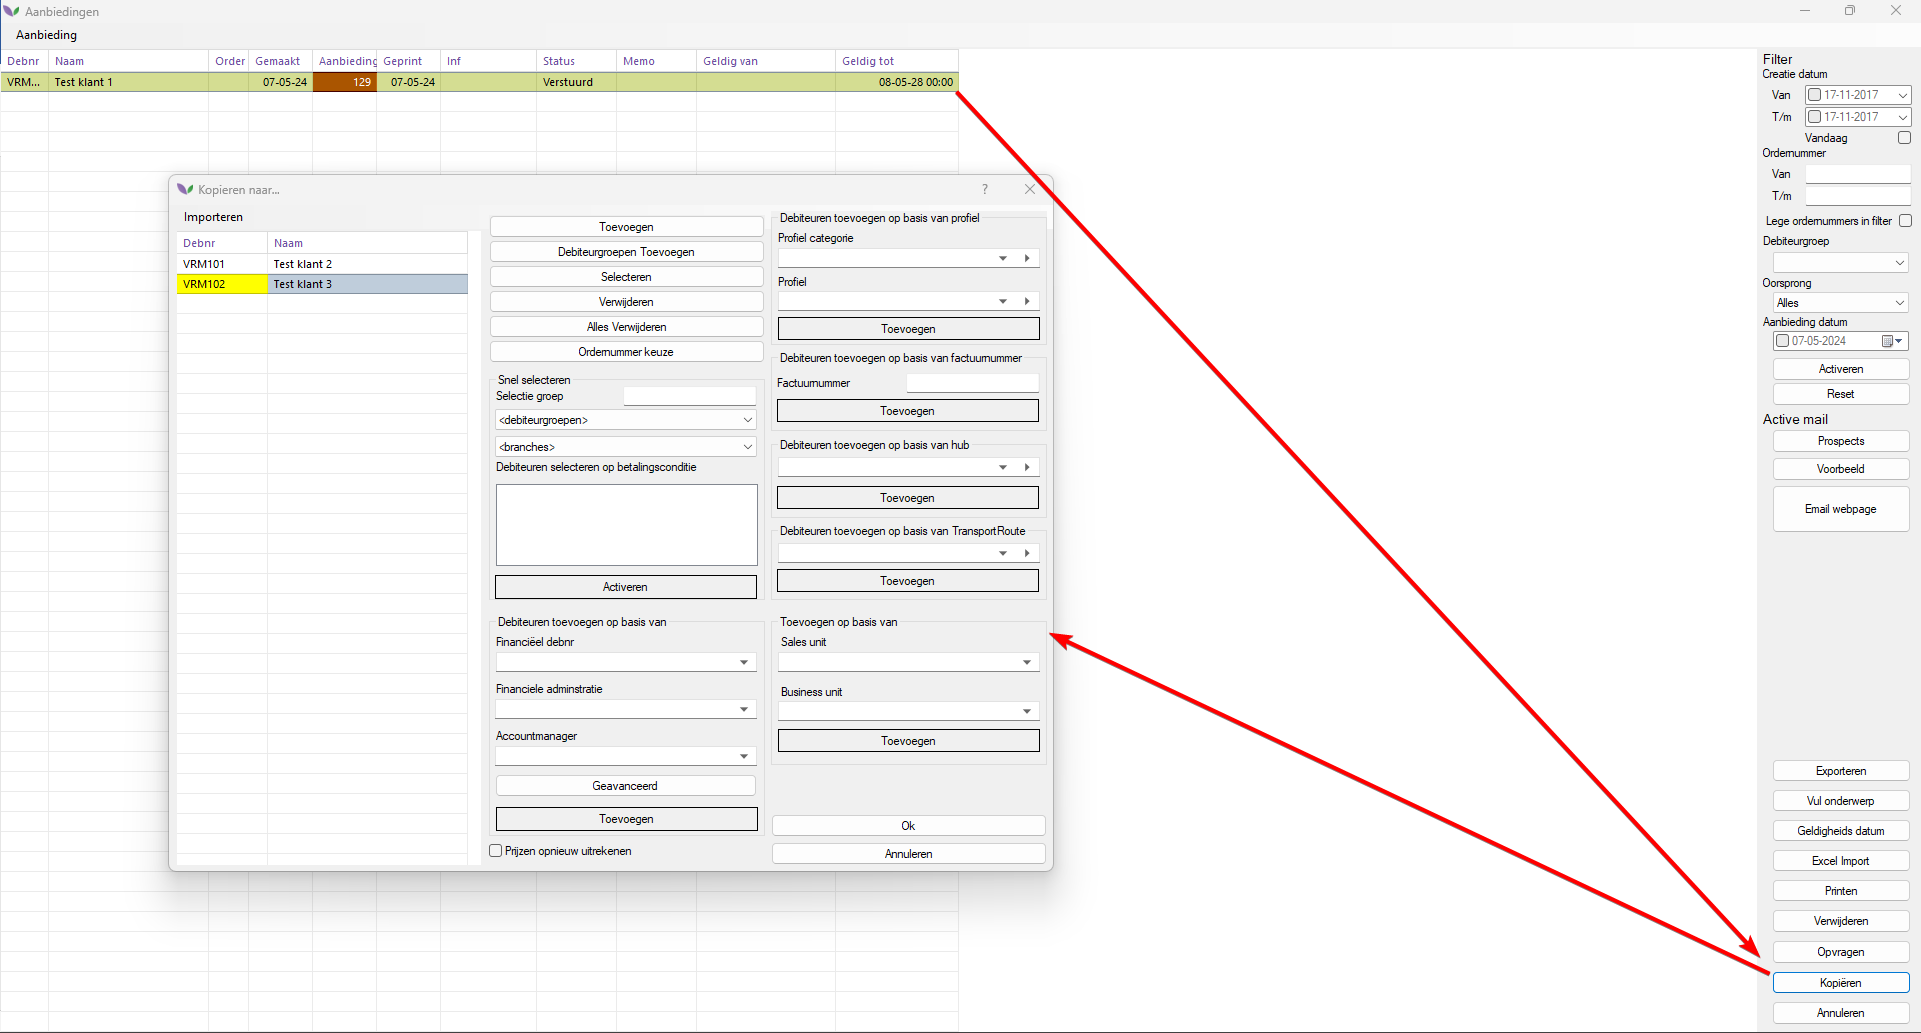 Aanbiedingen
Aanbieding
Debnr Naam Order Gemaakt Aanbieding Geprint Inf Status Memo Geldig van Geldig tot
VRM... Test klant 1 07-05-24 129 07-05-24 Verstuurd 08-05-28 00:00
Kopieren naar... ?
Importeren
Debnr Naam
VRM101 Test klant 2
VRM102 Test klant 3
Toevoegen
Debiteurgroepen Toevoegen
Selecteren
Verwijderen
Alles Verwijderen
Ordernummer keuze
Snel selecteren
Selectie groep
<debiteurgroepen>
<branches>
Debiteuren selecteren op betalingsconditie
Activeren
Debiteuren toevoegen op basis van
Financiëel debnr
Financiele adminstratie
Accountmanager
Geavanceerd
Toevoegen
Prijzen opnieuw uitrekenen
Debiteuren toevoegen op basis van profiel
Profiel categorie
Profiel
Toevoegen
Debiteuren toevoegen op basis van factuurnummer
Factuurnummer
Toevoegen
Debiteuren toevoegen op basis van hub
Toevoegen
Debiteuren toevoegen op basis van TransportRoute
Toevoegen
Toevoegen op basis van
Sales unit
Business unit
Toevoegen
Ok
Annuleren
Filter
Creatie datum
Van 17-11-2017
T/m 17-11-2017
Vandaag
Ordernummer
Van
T/m
Lege ordernummers in filter
Debiteurgroep
Oorsprong
Alles
Aanbieding datum
07-05-2024
Activeren
Reset
Active mail
Prospects
Voorbeeld
Email webpage
Exporteren
Vul onderwerp
Geldigheids datum
Excel Import
Printen
Verwijderen
Opvragen
Kopiëren
Annuleren